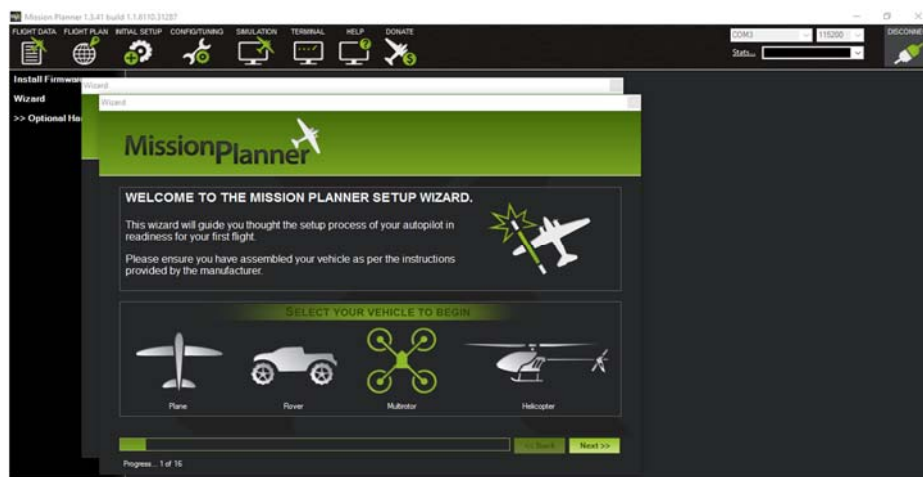 Mission Planner 1.3.41 build 1.1.6110.31287
FLIGHT DATA FLIGHT PLAN INITIAL SETUP CONFIG/TUNING SIMULATION TERMINAL HELP DONATE
COM3 115200 DISCONNE
Stats...
Install Firmware
Wizard
>> Optional Ha
Wizard
Wizard
MissionPlanner
WELCOME TO THE MISSION PLANNER SETUP WIZARD.
This wizard will guide you thought the setup process of your autopilot in
readiness for your first flight.
Please ensure you have assembled your vehicle as per the instructions
provided by the manufacturer.
SELECT YOUR VEHICLE TO BEGIN
Plane Rover Multirotor Helicopter
<< Back Next >>
Progress... 1 of 16